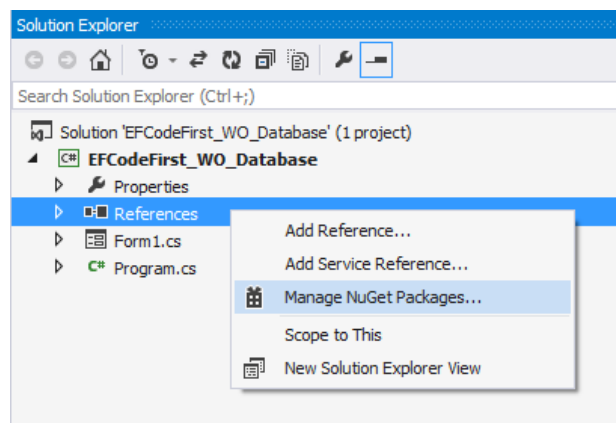 Solution Explorer
Search Solution Explorer (Ctrl+;)
Solution 'EFCodeFirst_WO_Database' (1 project)
C# EFCodeFirst_WO_Database
Properties
References
Form1.cs
C# Program.cs
Add Reference...
Add Service Reference...
Manage NuGet Packages...
Scope to This
New Solution Explorer View